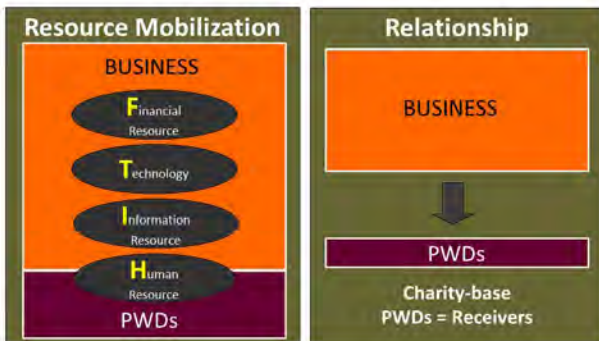 Resource Mobilization
BUSINESS
Financial
Resource
Technology
Information
Resource
Human
Resource
PWDs
Relationship
BUSINESS
PWDs
Charity-base
PWDs = Receivers